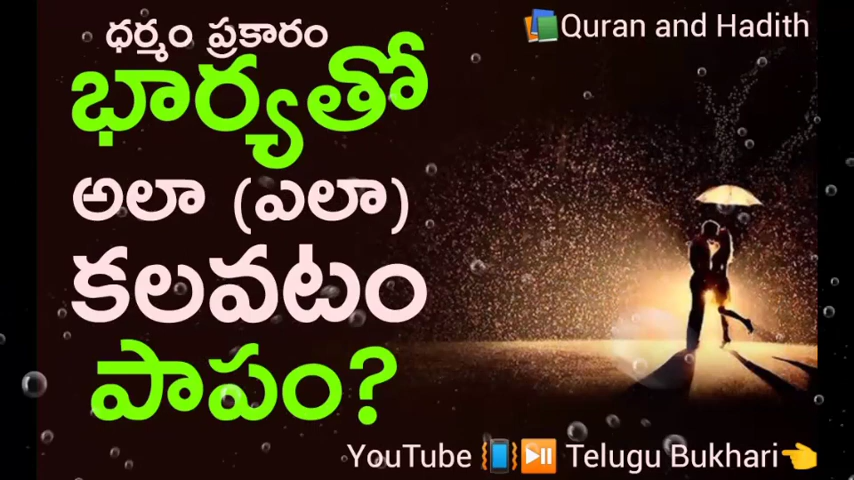 ధర్మం ప్రకారం
భార్యతో
అలా (ఎలా)
కలవటం
పాపం?
📚Quran and Hadith
YouTube 📳⏯️ Telugu Bukhari👈